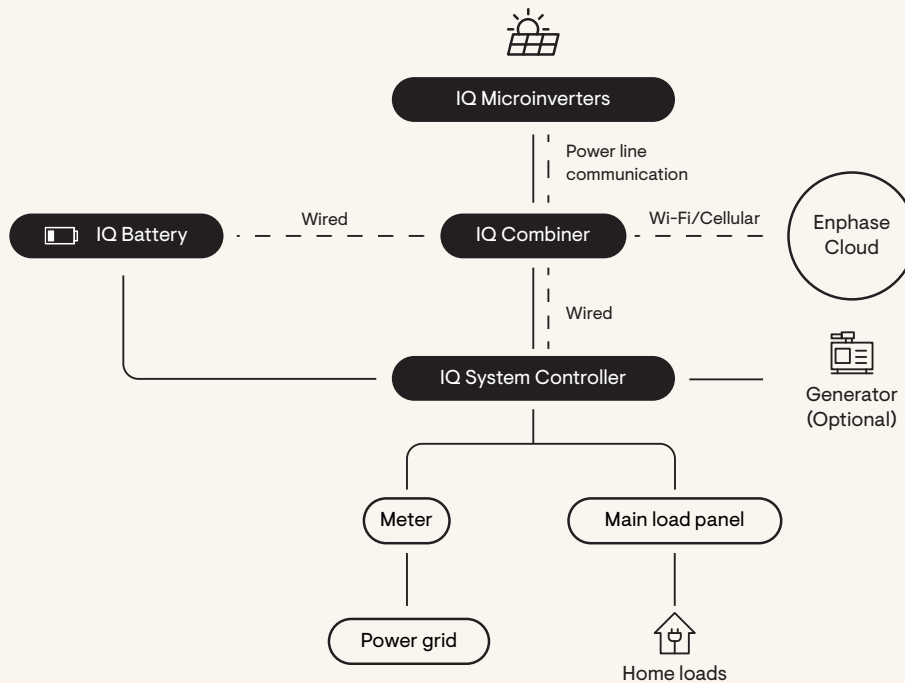 IQ Microinverters
Power line
communication
IQ Battery
Wired
IQ Combiner
Wi-Fi/Cellular
Enphase
Cloud
Wired
IQ System Controller
Generator
(Optional)
Meter
Main load panel
Power grid
Home loads